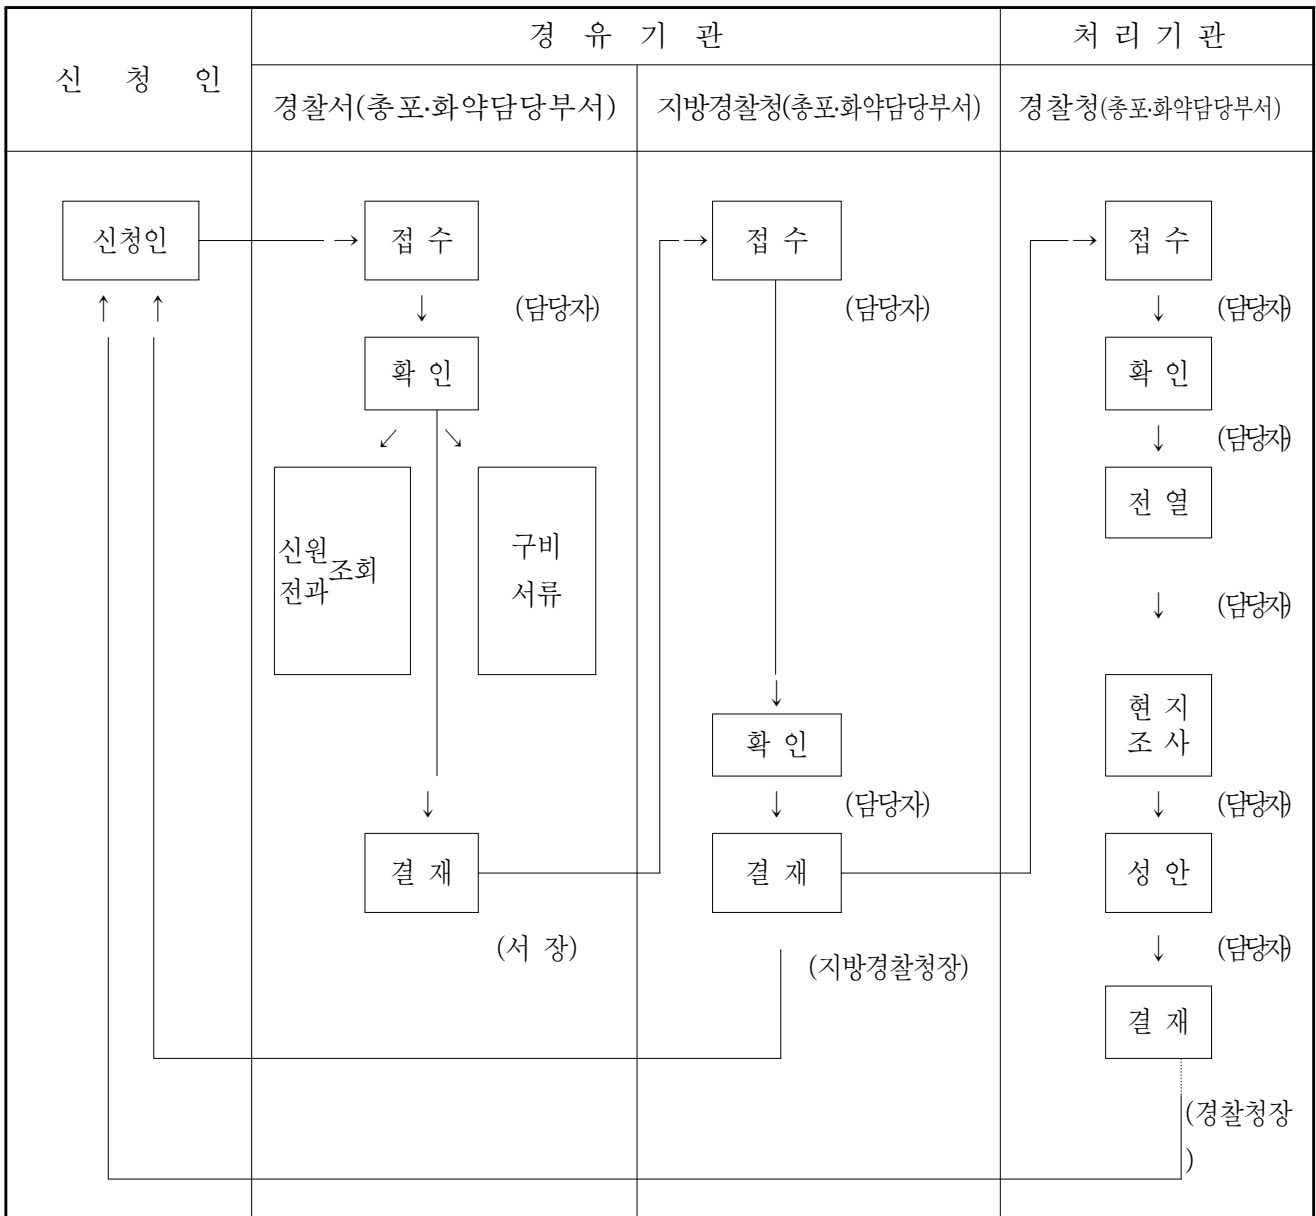 신 청 인
경 유 기 관
처 리 기 관
경찰서(총포·화약담당부서)
지방경찰청(총포·화약담당부서)
경찰청(총포·화약담당부서)
신청인
→
접 수
→
접 수
→
접 수
↑ ↑
↓
(담당자)
(담당자)
↓
(담당자)
확 인
확 인
↙ ↘
↓
(담당자)
신원
전과
조회
구비
서류
전 열
↓
(담당자)
↓
확 인
현 지
조 사
↓
↓
(담당자)
↓
(담당자)
결 재
결 재
성 안
(서 장)
(지방경찰청장)
↓
(담당자)
결 재
(경찰청장
)